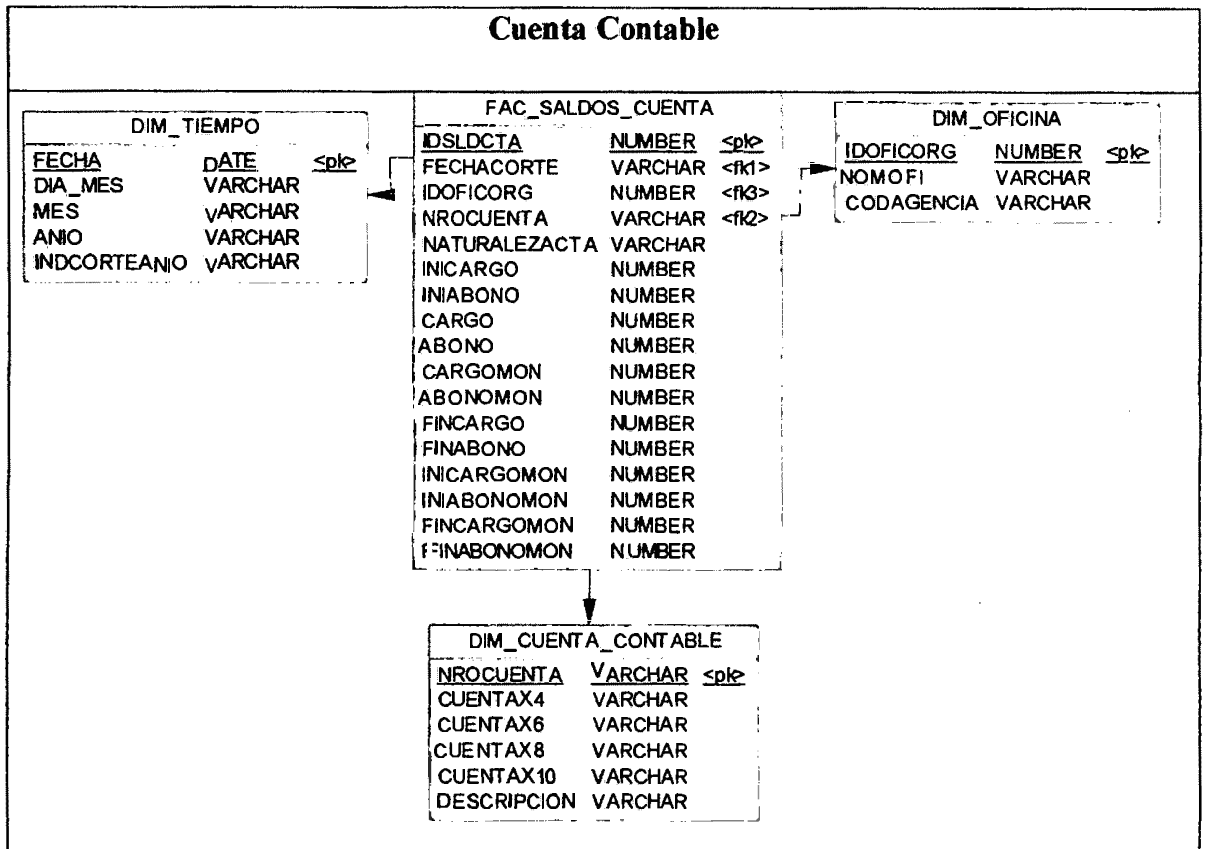 Cuenta Contable
DIM_TIEMPO
FECHA DATE <pk>
DIA_MES VARCHAR
MES VARCHAR
ANIO VARCHAR
INDCORTEANIO VARCHAR
FAC_SALDOS_CUENTA
IDSLDCTA NUMBER <pk>
FECHACORTE VARCHAR <fk1>
IDOFICORG NUMBER <fk3>
NROCUENTA VARCHAR <fk2>
NATURALEZACTA VARCHAR
INICARGO NUMBER
INIABONO NUMBER
CARGO NUMBER
ABONO NUMBER
CARGOMON NUMBER
ABONOMON NUMBER
FINCARGO NUMBER
FINABONO NUMBER
INICARGOMON NUMBER
INIABONOMON NUMBER
FINCARGOMON NUMBER
FFINABONOMON NUMBER
DIM_OFICINA
IDOFICORG NUMBER <pk>
NOMOFI VARCHAR
CODAGENCIA VARCHAR
DIM_CUENTA_CONTABLE
NROCUENTA VARCHAR <pk>
CUENTAX4 VARCHAR
CUENTAX6 VARCHAR
CUENTAX8 VARCHAR
CUENTAX10 VARCHAR
DESCRIPCION VARCHAR